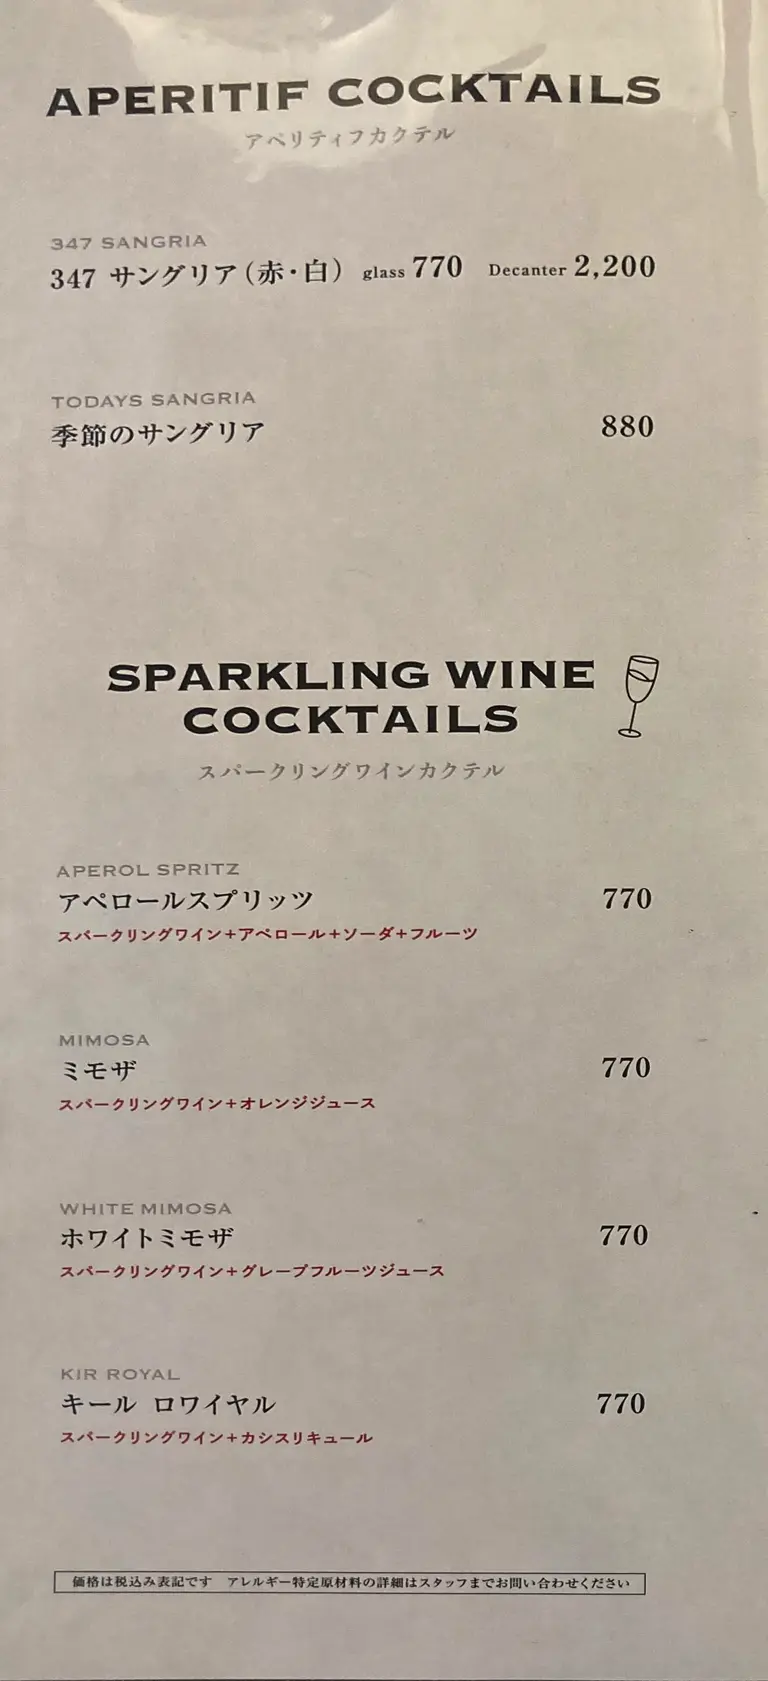 APERITIF COCKTAILS
アペリティフカクテル
347 SANGRIA
347 サングリア(赤・白) glass 770 Decanter 2,200
TODAYS SANGRIA
季節のサングリア 880
SPARKLING WINE
COCKTAILS
スパークリングワインカクテル
APEROL SPRITZ
アペロールスプリッツ 770
スパークリングワイン+アペロール+ソーダ+フルーツ
MIMOSA
ミモザ 770
スパークリングワイン+オレンジジュース
WHITE MIMOSA
ホワイトミモザ 770
スパークリングワイン+グレープフルーツジュース
KIR ROYAL
キール ロワイヤル 770
スパークリングワイン+カシスリキュール
価格は税込み表記です アレルギー特定原材料の詳細はスタッフまでお問い合わせください